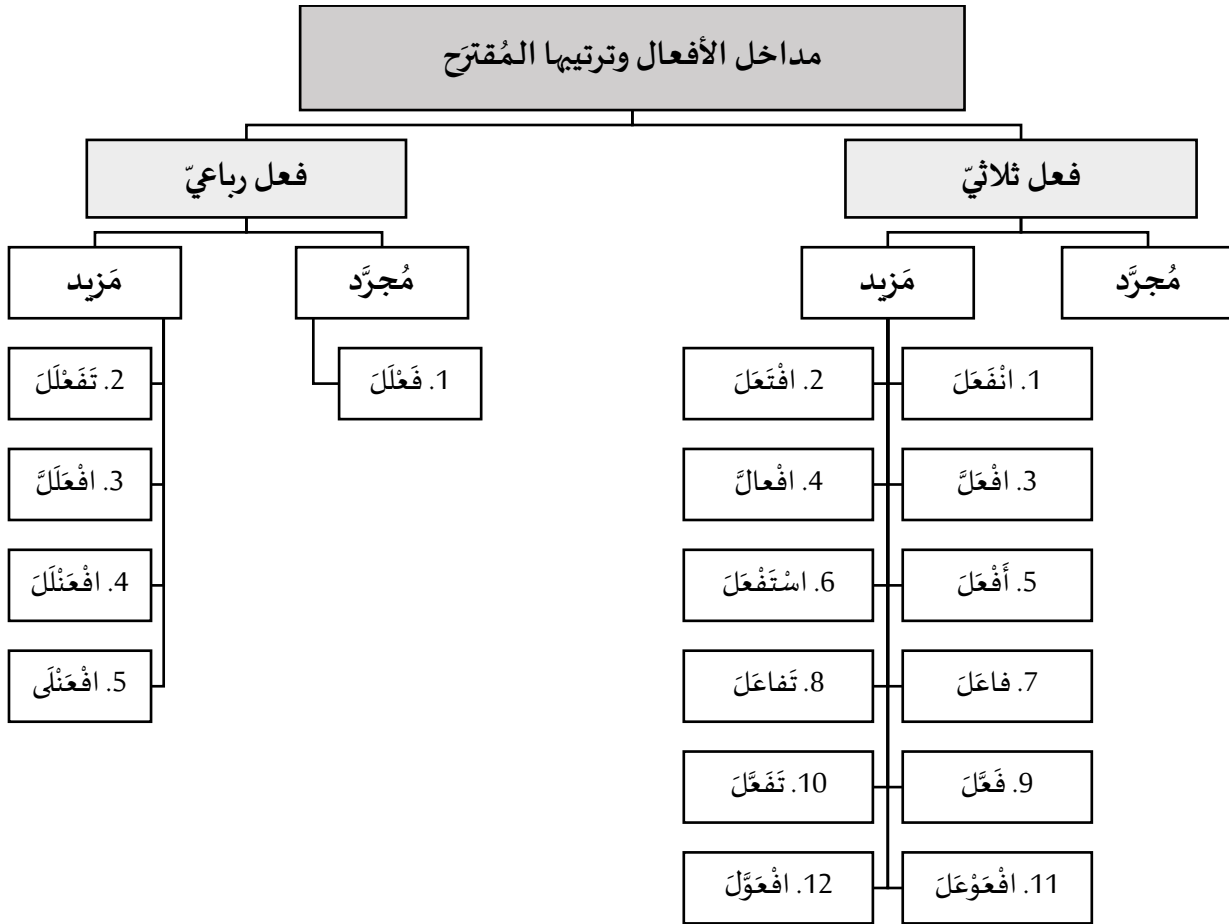 مداخل الأفعال وترتيبها المُقترَح
فعل ثلاثيّ
فعل رباعيّ
مُجرَّد
مَزيد
مُجرَّد
مَزيد
1. انْفَعَلَ
2. افْتَعَلَ
1. فَعْلَلَ
2. تَفَعْلَلَ
3. افْعَلَّ
4. افْعالَّ
3. افْعَلَلَّ
5. أَفْعَلَ
6. اسْتَفْعَلَ
4. افْعَنْلَلَ
7. فاعَلَ
8. تَفاعَلَ
5. افْعَنْلَى
9. فَعَّلَ
10. تَفَعَّلَ
11. افْعَوْعَلَ
12. افْعَوَّلَ